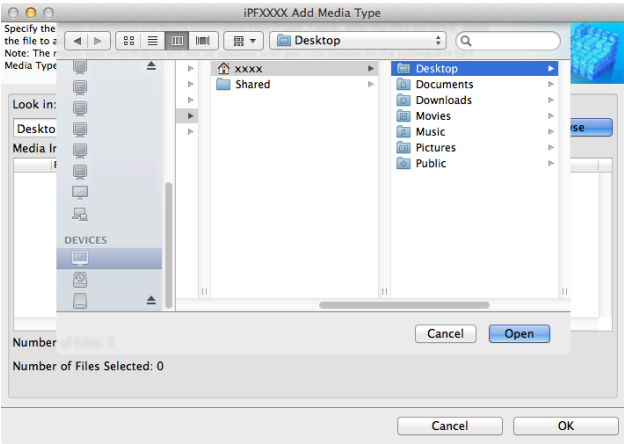 iPFXXXX Add Media Type
Specify the
the file to a
Note: The r
Media Type
Desktop
xxxx
Shared
Desktop
Documents
Downloads
Movies
Music
Pictures
Public
Look in:
Deskto
se
Media In
DEVICES
Cancel
Open
Number of Files: 2
Number of Files Selected: 0
Cancel
OK